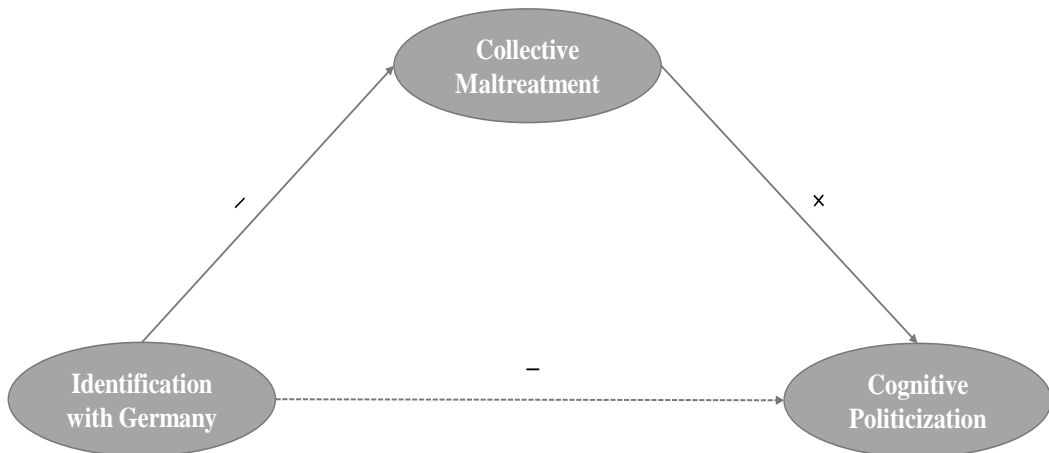 Collective
Maltreatment
–
+
–
Identification
with Germany
Cognitive
Politicization